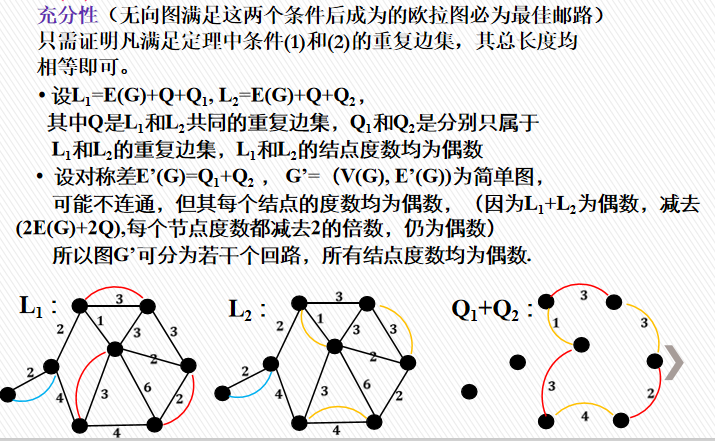 充分性（无向图满足这两个条件后成为的欧拉图必为最佳邮路）
只需证明凡满足定理中条件(1)和(2)的重复边集，其总长度均
相等即可。
• 设L₁=E(G)+Q+Q₁, L₂=E(G)+Q+Q₂，
其中Q是L₁和L₂共同的重复边集，Q₁和Q₂是分别只属于
L₁和L₂的重复边集，L₁和L₂的结点度数均为偶数
• 设对称差E’(G)=Q₁+Q₂ ， G’=（V(G), E’(G))为简单图，
可能不连通，但其每个结点的度数均为偶数，（因为L₁+L₂为偶数，减去
(2E(G)+2Q),每个节点度数都减去2的倍数，仍为偶数）
所以图G’可分为若干个回路，所有结点度数均为偶数.
L₁：
3
2
1
3
3
2
2
4
3
6
2
4
L₂：
3
2
1
3
3
2
2
4
3
6
2
4
Q₁+Q₂：
3
1
3
3
2
4